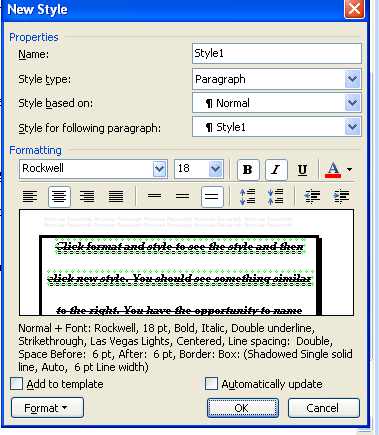 New Style
Properties
Name: Style1
Style type: Paragraph
Style based on: ¶ Normal
Style for following paragraph: ¶ Style1
Formatting
Rockwell 18 B I U A
Click format and style to see the style and then
click new style. You should see something similar
to the right. You have the opportunity to name
Normal + Font: Rockwell, 18 pt, Bold, Italic, Double underline,
Strikethrough, Las Vegas Lights, Centered, Line spacing: Double,
Space Before: 6 pt, After: 6 pt, Border: Box: (Shadowed Single solid
line, Auto, 6 pt Line width)
Add to template Automatically update
Format OK Cancel